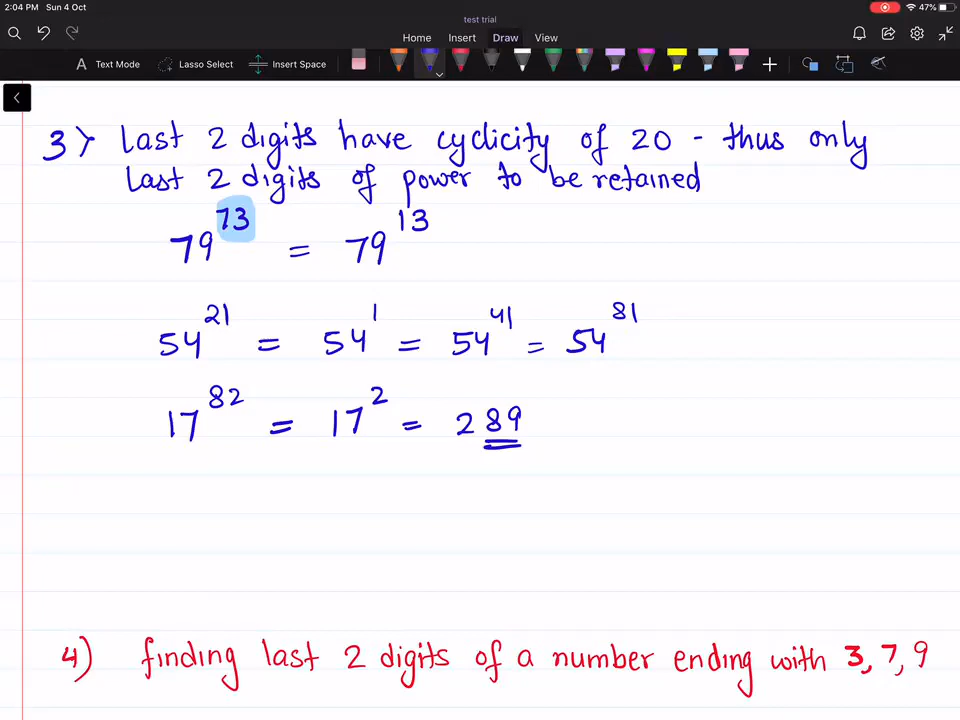 2:04 PM Sun 4 Oct
47%
test trial
Home Insert Draw View
A Text Mode Lasso Select Insert Space
3> Last 2 digits have cyclicity of 20 - thus only
Last 2 digits of power to be retained
79^73 = 79^13
54^21 = 54^1 = 54^41 = 54^81
17^82 = 17^2 = 289
4) finding last 2 digits of a number ending with 3, 7, 9